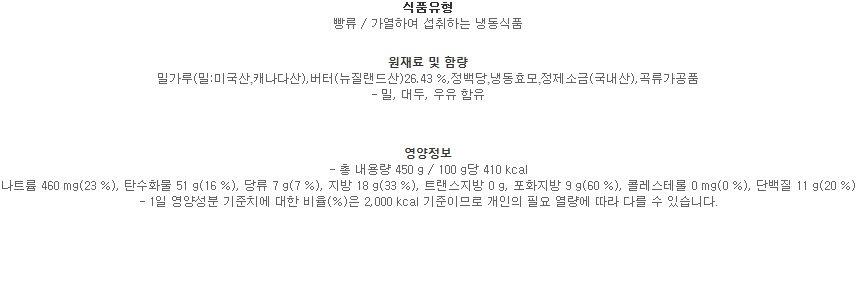 식품유형
빵류 / 가열하여 섭취하는 냉동식품
원재료 및 함량
밀가루(밀:미국산,캐나다산),버터(뉴질랜드산)26.43 %,정백당,냉동효모,정제소금(국내산),곡류가공품
- 밀, 대두, 우유 함유
영양정보
- 총 내용량 450 g / 100 g당 410 kcal
나트륨 460 mg(23 %), 탄수화물 51 g(16 %), 당류 7 g(7 %), 지방 18 g(33 %), 트랜스지방 0 g, 포화지방 9 g(60 %), 콜레스테롤 0 mg(0 %), 단백질 11 g(20 %)
- 1일 영양성분 기준치에 대한 비율(%)은 2,000 kcal 기준이므로 개인의 필요 열량에 따라 다를 수 있습니다.